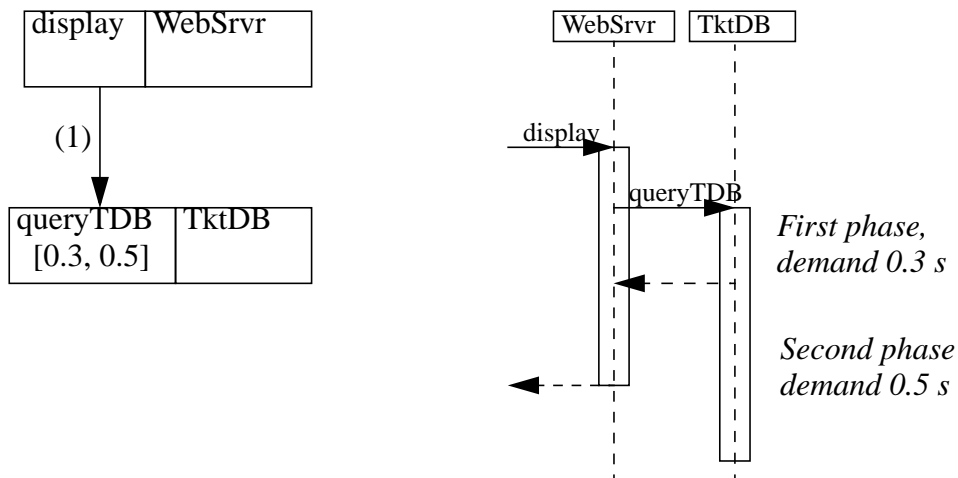 display WebSrvr
(1)
queryTDB TktDB
[0.3, 0.5]
WebSrvr TktDB
display
queryTDB
First phase,
demand 0.3 s
Second phase
demand 0.5 s